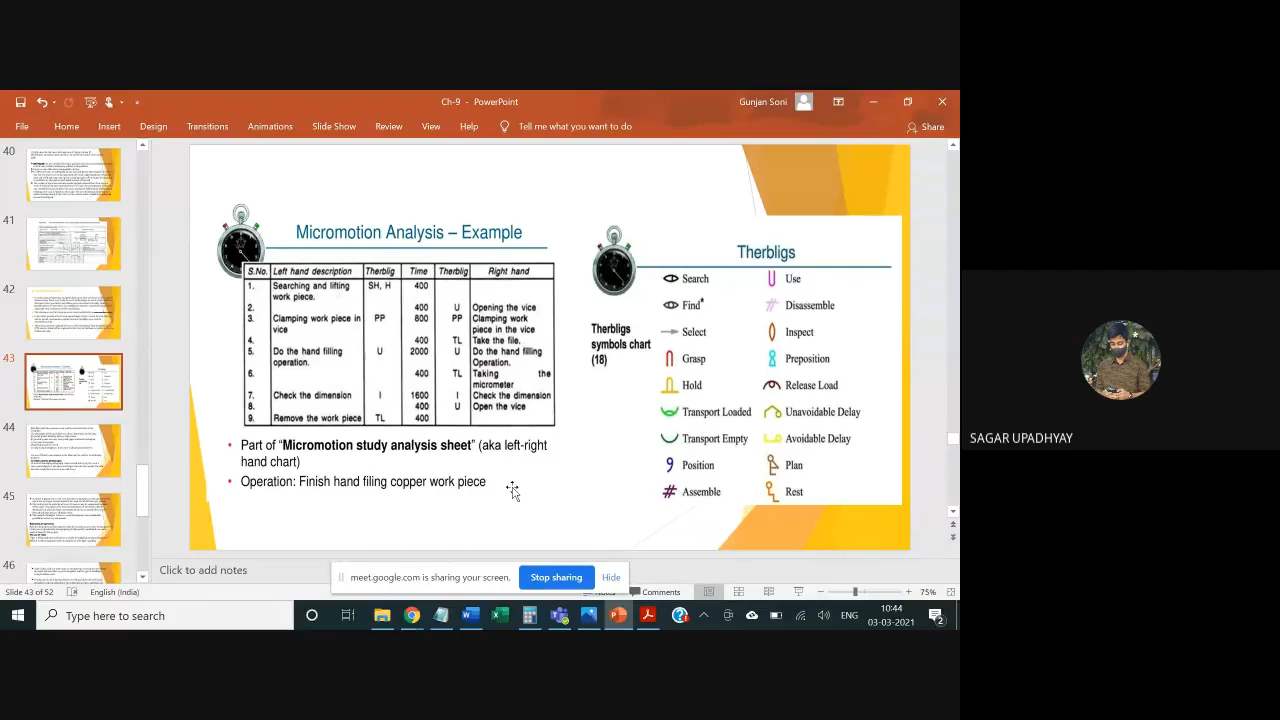 Ch-9 - PowerPoint
Gunjan Soni
File Home Insert Design Transitions Animations Slide Show Review View Help Tell me what you want to do Share
40
41
42
43
44
45
46
Micromotion Analysis – Example
S.No. Left hand description Therblig Time Therblig Right hand
1. Searching and lifting SH, H 400
work piece.
2. 400 U Opening the vice
3. Clamping work piece in PP 800 PP Clamping work
vice piece in the vice
4. 400 TL Take the file.
5. Do the hand filling U 2000 U Do the hand filling
operation. Operation.
6. 400 TL Taking the
micrometer
7. Check the dimension I 1600 I Check the dimension
8. 400 U Open the vice
9. Remove the work piece TL 400
• Part of “Micromotion study analysis sheet” (aka left-right
hand chart)
• Operation: Finish hand filing copper work piece
Therbligs
Therbligs
symbols chart
(18)
Search Use
Find* Disassemble
Select Inspect
Grasp Preposition
Hold Release Load
Transport Loaded Unavoidable Delay
Transport Empty Avoidable Delay
Position Plan
Assemble Rest
SAGAR UPADHYAY
Click to add notes
meet.google.com is sharing your screen. Stop sharing Hide
Slide 43 of 52 English (India) Comments 75%
Type here to search
ENG
10:44
03-03-2021
2